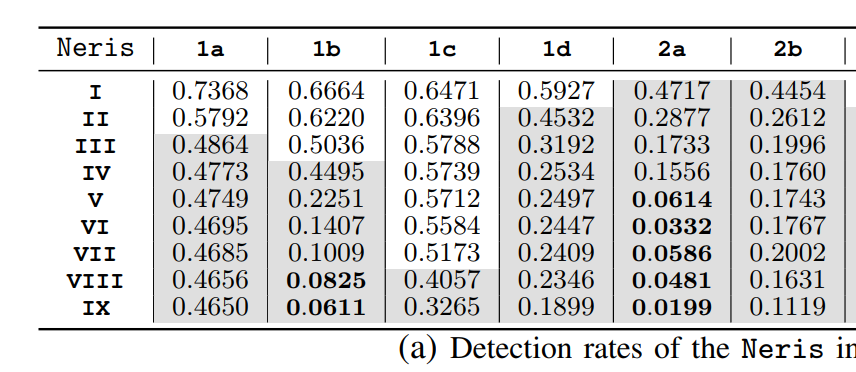 Neris 1a 1b 1c 1d 2a 2b
I 0.7368 0.6664 0.6471 0.5927 0.4717 0.4454
II 0.5792 0.6220 0.6396 0.4532 0.2877 0.2612
III 0.4864 0.5036 0.5788 0.3192 0.1733 0.1996
IV 0.4773 0.4495 0.5739 0.2534 0.1556 0.1760
V 0.4749 0.2251 0.5712 0.2497 0.0614 0.1743
VI 0.4695 0.1407 0.5584 0.2447 0.0332 0.1767
VII 0.4685 0.1009 0.5173 0.2409 0.0586 0.2002
VIII 0.4656 0.0825 0.4057 0.2346 0.0481 0.1631
IX 0.4650 0.0611 0.3265 0.1899 0.0199 0.1119
(a) Detection rates of the Neris in